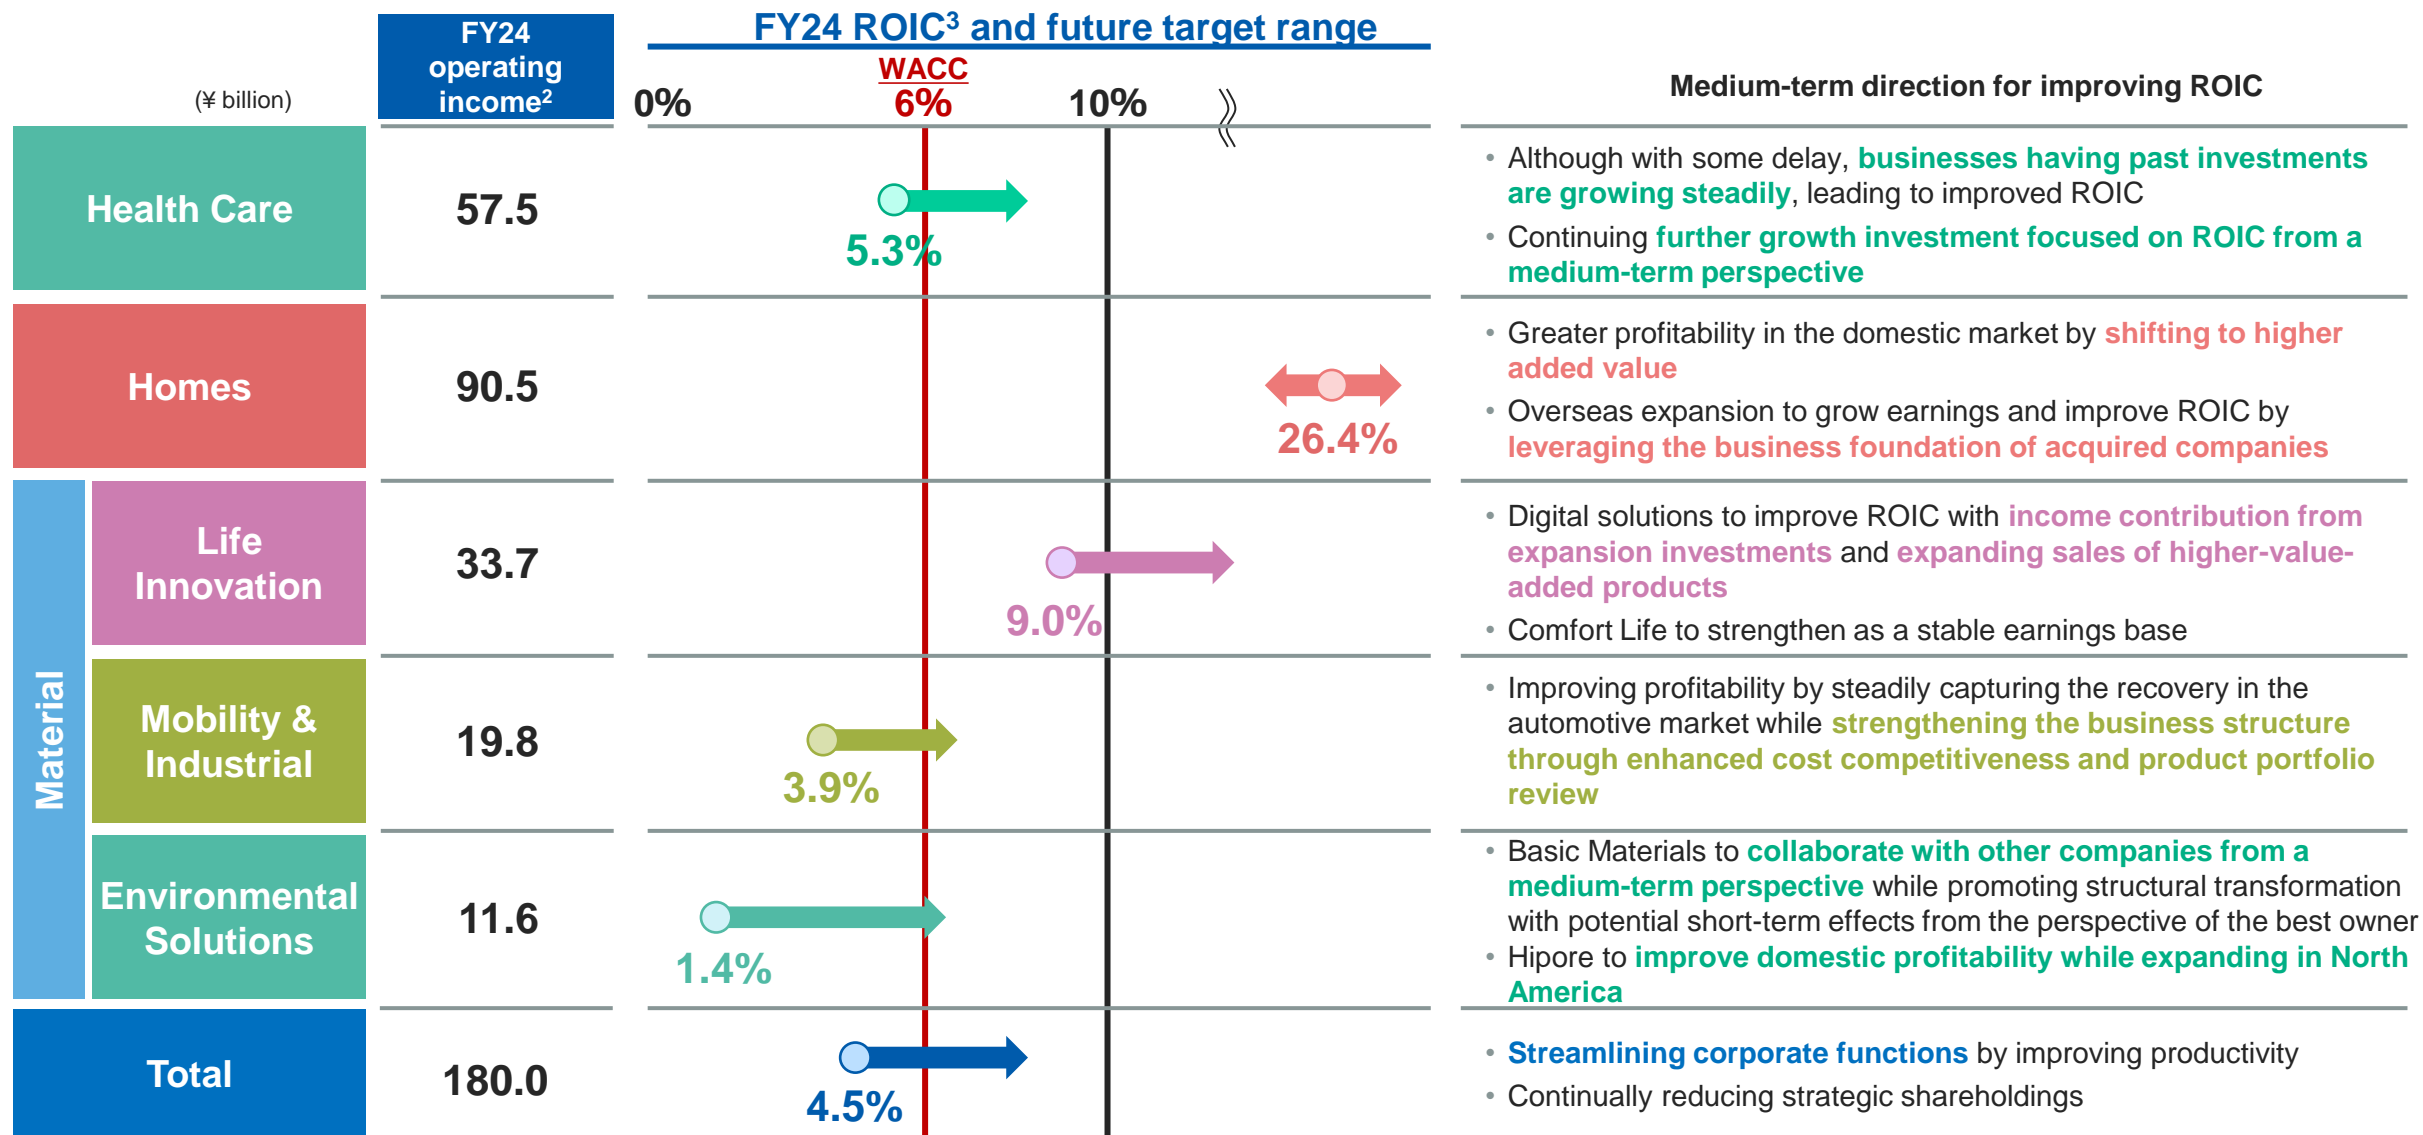 (¥ billion)
FY24
operating
income2
FY24 ROIC3 and future target range
0%
WACC
6%
10%
Medium-term direction for improving ROIC
Health Care
57.5
5.3%
• Although with some delay, businesses having past investments
are growing steadily, leading to improved ROIC
• Continuing further growth investment focused on ROIC from a
medium-term perspective
Homes
90.5
26.4%
• Greater profitability in the domestic market by shifting to higher
added value
• Overseas expansion to grow earnings and improve ROIC by
leveraging the business foundation of acquired companies
Material
Life
Innovation
33.7
9.0%
• Digital solutions to improve ROIC with income contribution from
expansion investments and expanding sales of higher-value-
added products
• Comfort Life to strengthen as a stable earnings base
Mobility &
Industrial
19.8
3.9%
• Improving profitability by steadily capturing the recovery in the
automotive market while strengthening the business structure
through enhanced cost competitiveness and product portfolio
review
Environmental
Solutions
11.6
1.4%
• Basic Materials to collaborate with other companies from a
medium-term perspective while promoting structural transformation
with potential short-term effects from the perspective of the best owner
• Hipore to improve domestic profitability while expanding in North
America
Total
180.0
4.5%
• Streamlining corporate functions by improving productivity
• Continually reducing strategic shareholdings